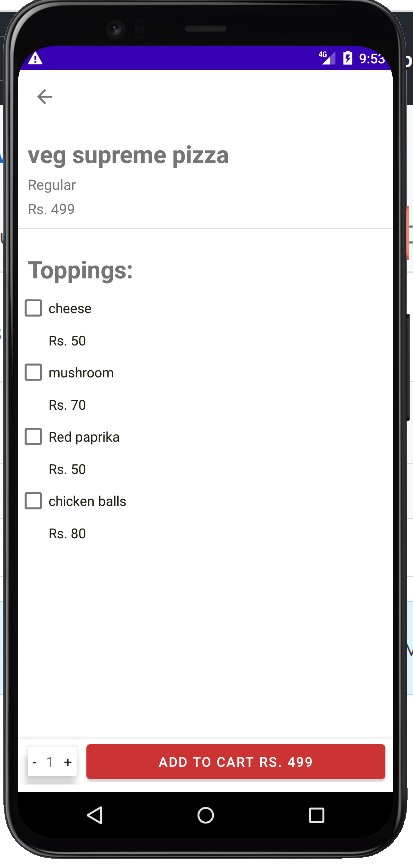 4G 9:53
veg supreme pizza
Regular
Rs. 499
Toppings:
cheese
Rs. 50
mushroom
Rs. 70
Red paprika
Rs. 50
chicken balls
Rs. 80
- 1 +
ADD TO CART RS. 499